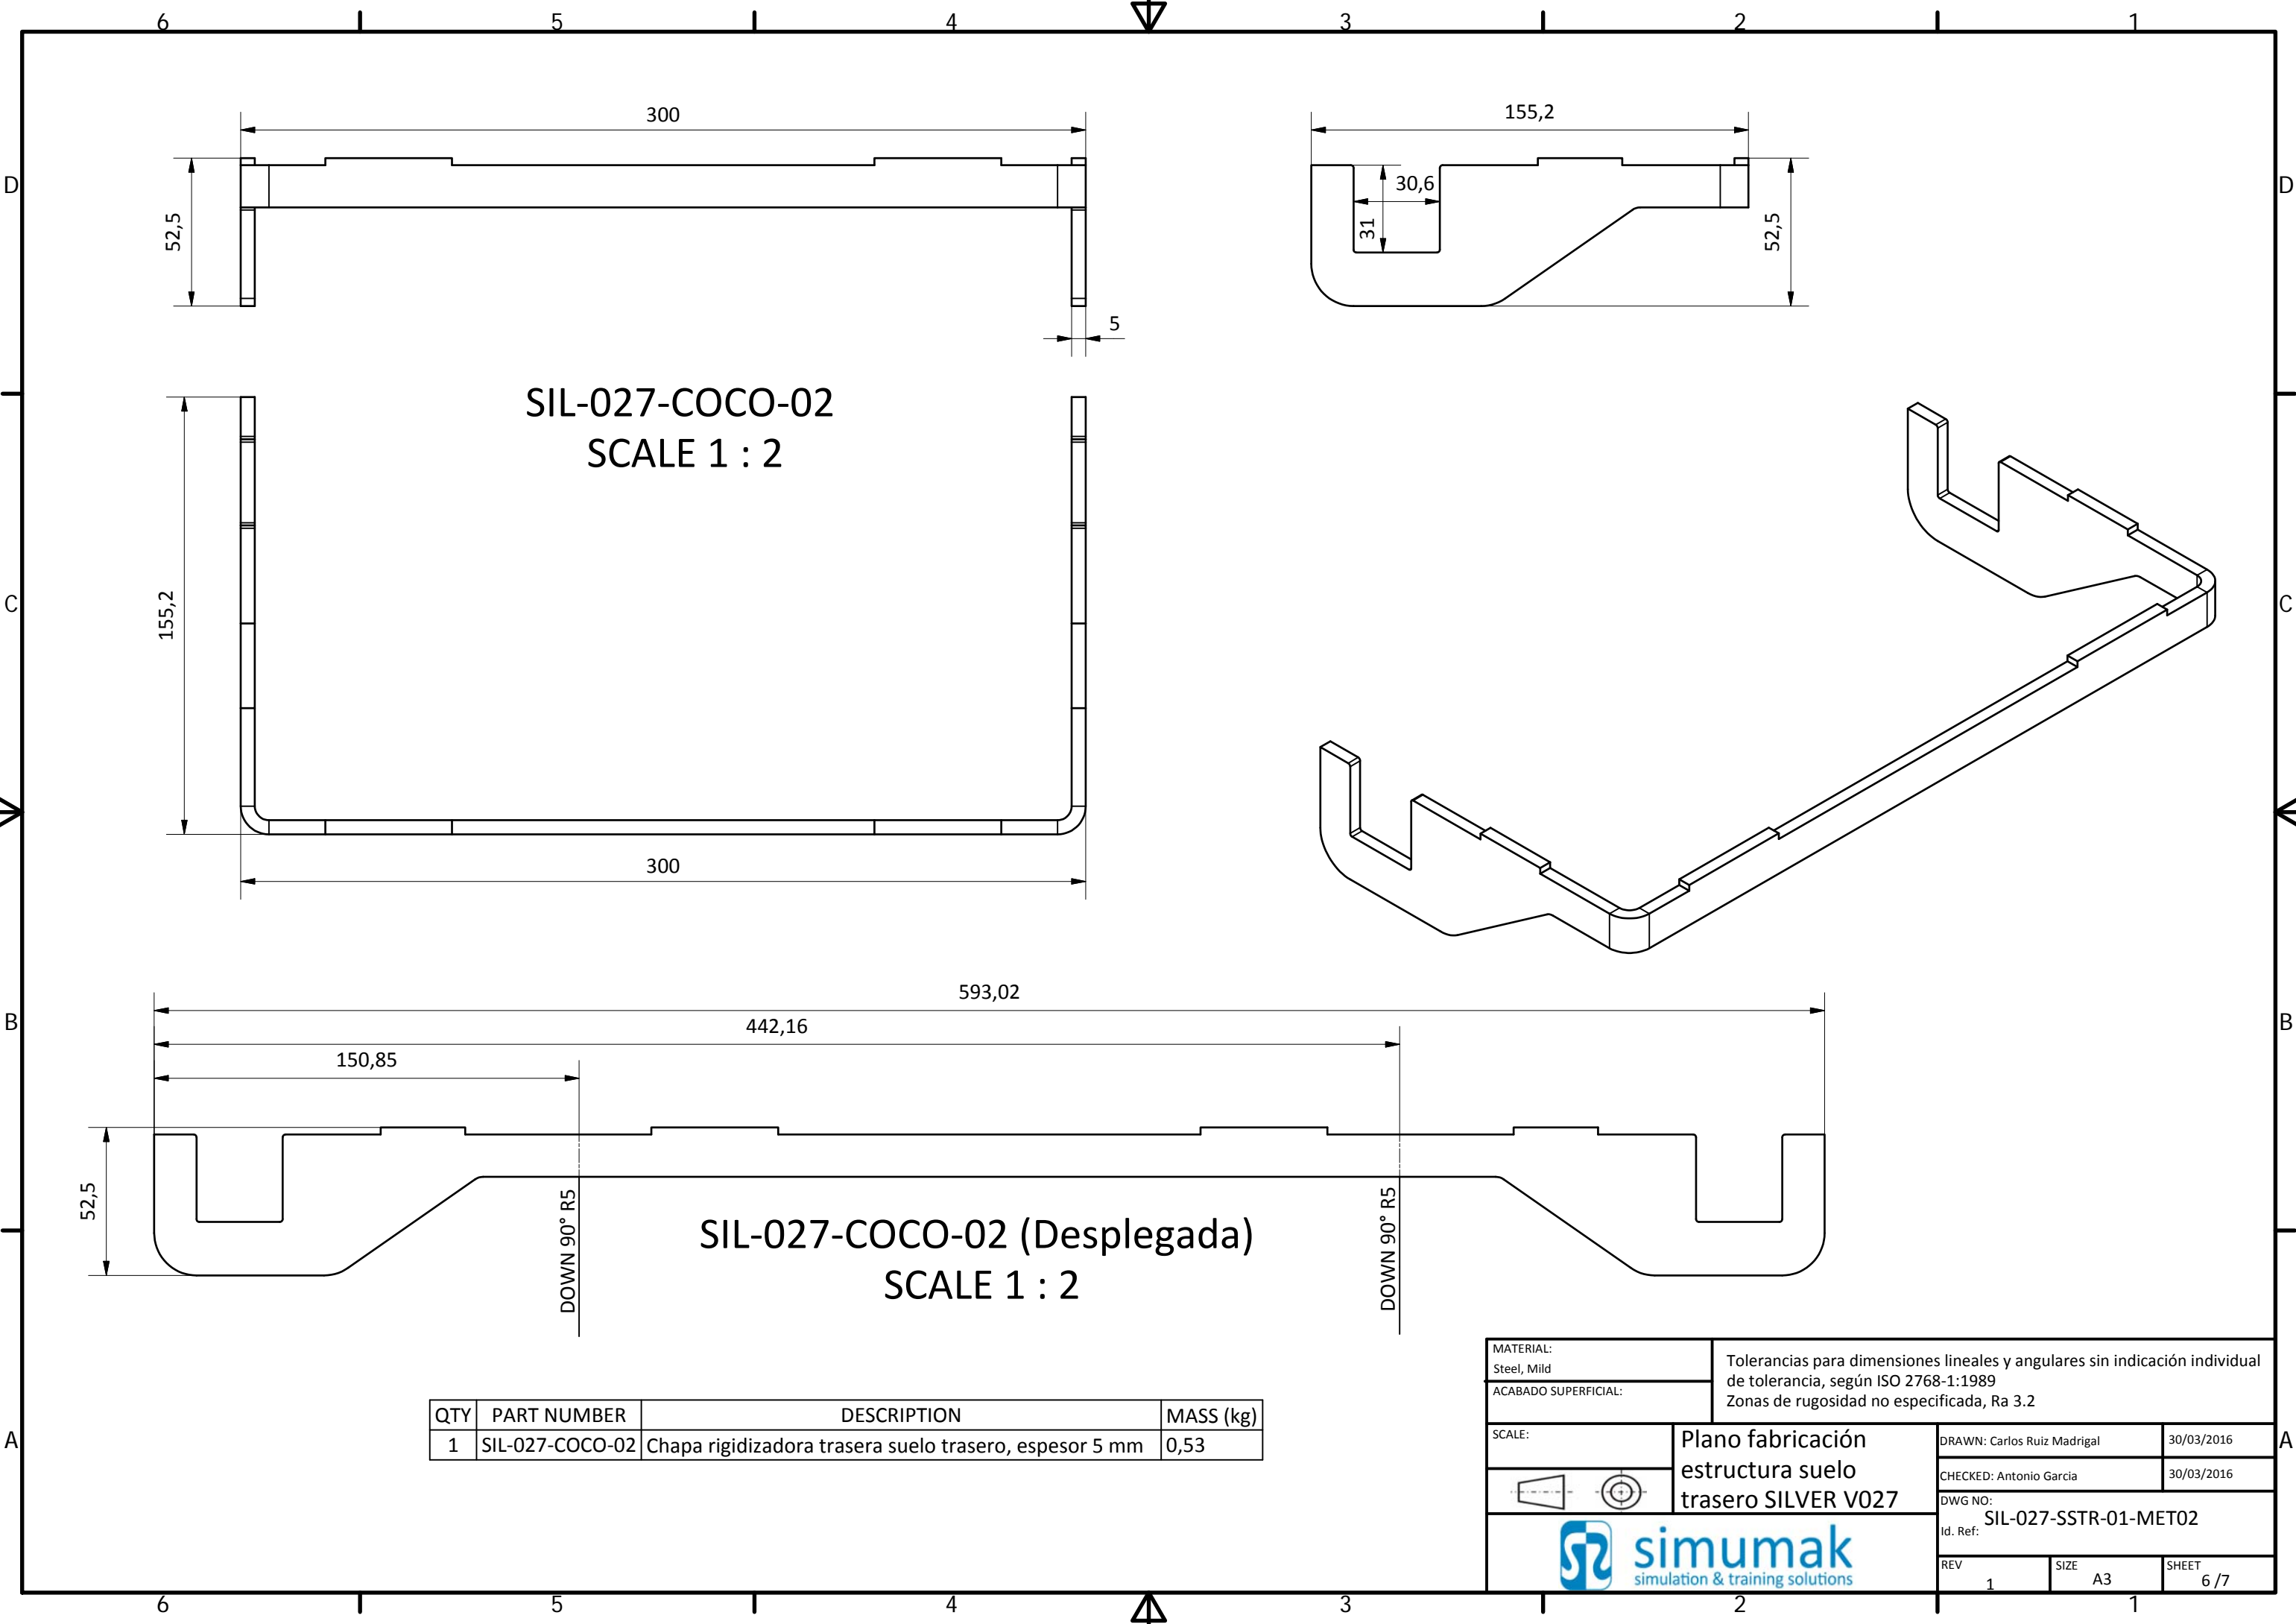 6 5 4 3 2 1
D D
C C
B B
A A
300
52,5
5
155,2
30,6
31
52,5
SIL-027-COCO-02
SCALE 1 : 2
155,2
300
593,02
442,16
150,85
52,5
DOWN 90° R5
DOWN 90° R5
SIL-027-COCO-02 (Desplegada)
SCALE 1 : 2
QTY PART NUMBER DESCRIPTION MASS (kg)
1 SIL-027-COCO-02 Chapa rigidizadora trasera suelo trasero, espesor 5 mm 0,53
MATERIAL:
Steel, Mild
ACABADO SUPERFICIAL:
Tolerancias para dimensiones lineales y angulares sin indicación individual
de tolerancia, según ISO 2768-1:1989
Zonas de rugosidad no especificada, Ra 3.2
SCALE:
Plano fabricación
estructura suelo
trasero SILVER V027
DRAWN: Carlos Ruiz Madrigal 30/03/2016
CHECKED: Antonio Garcia 30/03/2016
DWG NO:
Id. Ref: SIL-027-SSTR-01-MET02
simumak
simulation & training solutions
REV 1
SIZE A3
SHEET 6 /7
6 5 4 3 2 1